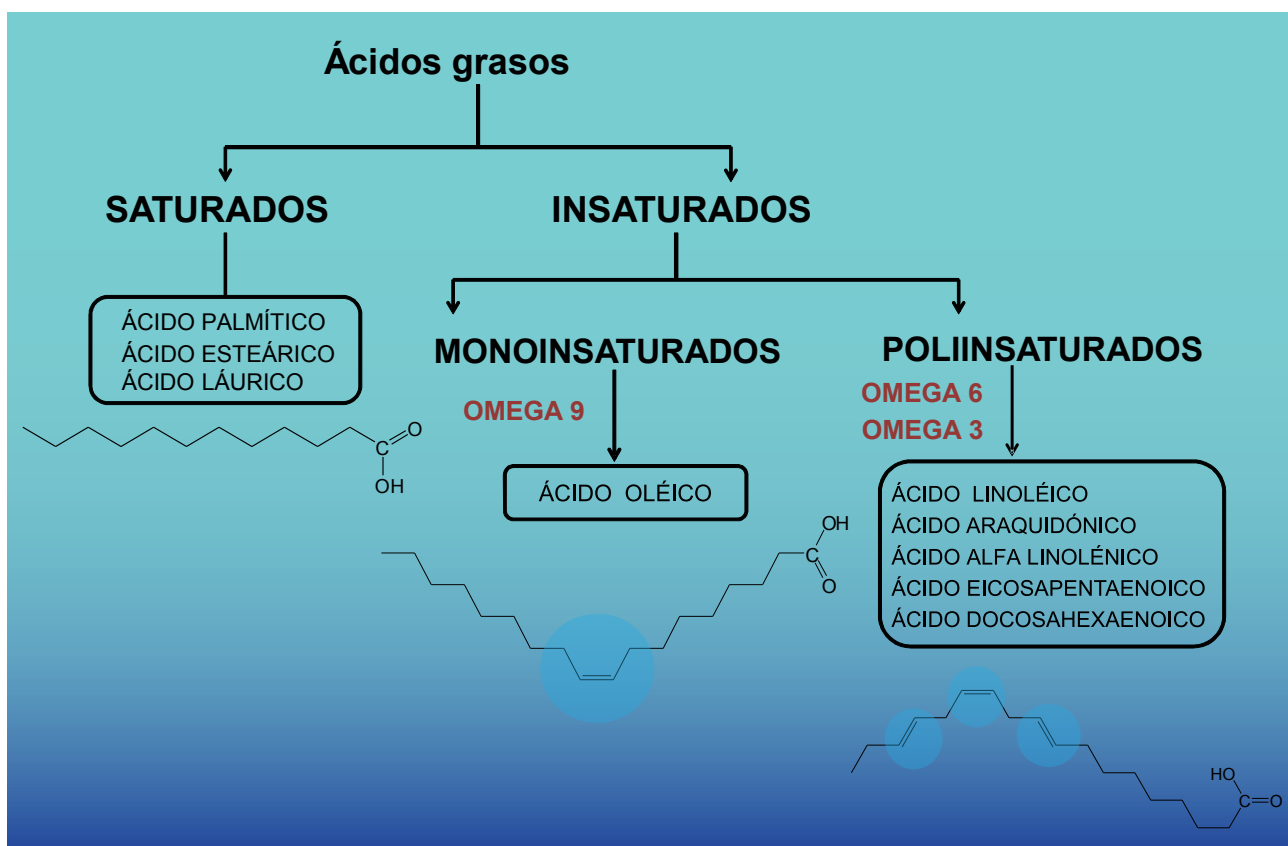 Ácidos grasos
SATURADOS
INSATURADOS
ÁCIDO PALMÍTICO
ÁCIDO ESTEÁRICO
ÁCIDO LÁURICO
C
O
OH
MONOINSATURADOS
OMEGA 9
ÁCIDO OLÉICO
OH
C
O
POLIINSATURADOS
OMEGA 6
OMEGA 3
ÁCIDO LINOLÉICO
ÁCIDO ARAQUIDÓNICO
ÁCIDO ALFA LINOLÉNICO
ÁCIDO EICOSAPENTAENOICO
ÁCIDO DOCOSAHEXAENOICO
HO
C
O